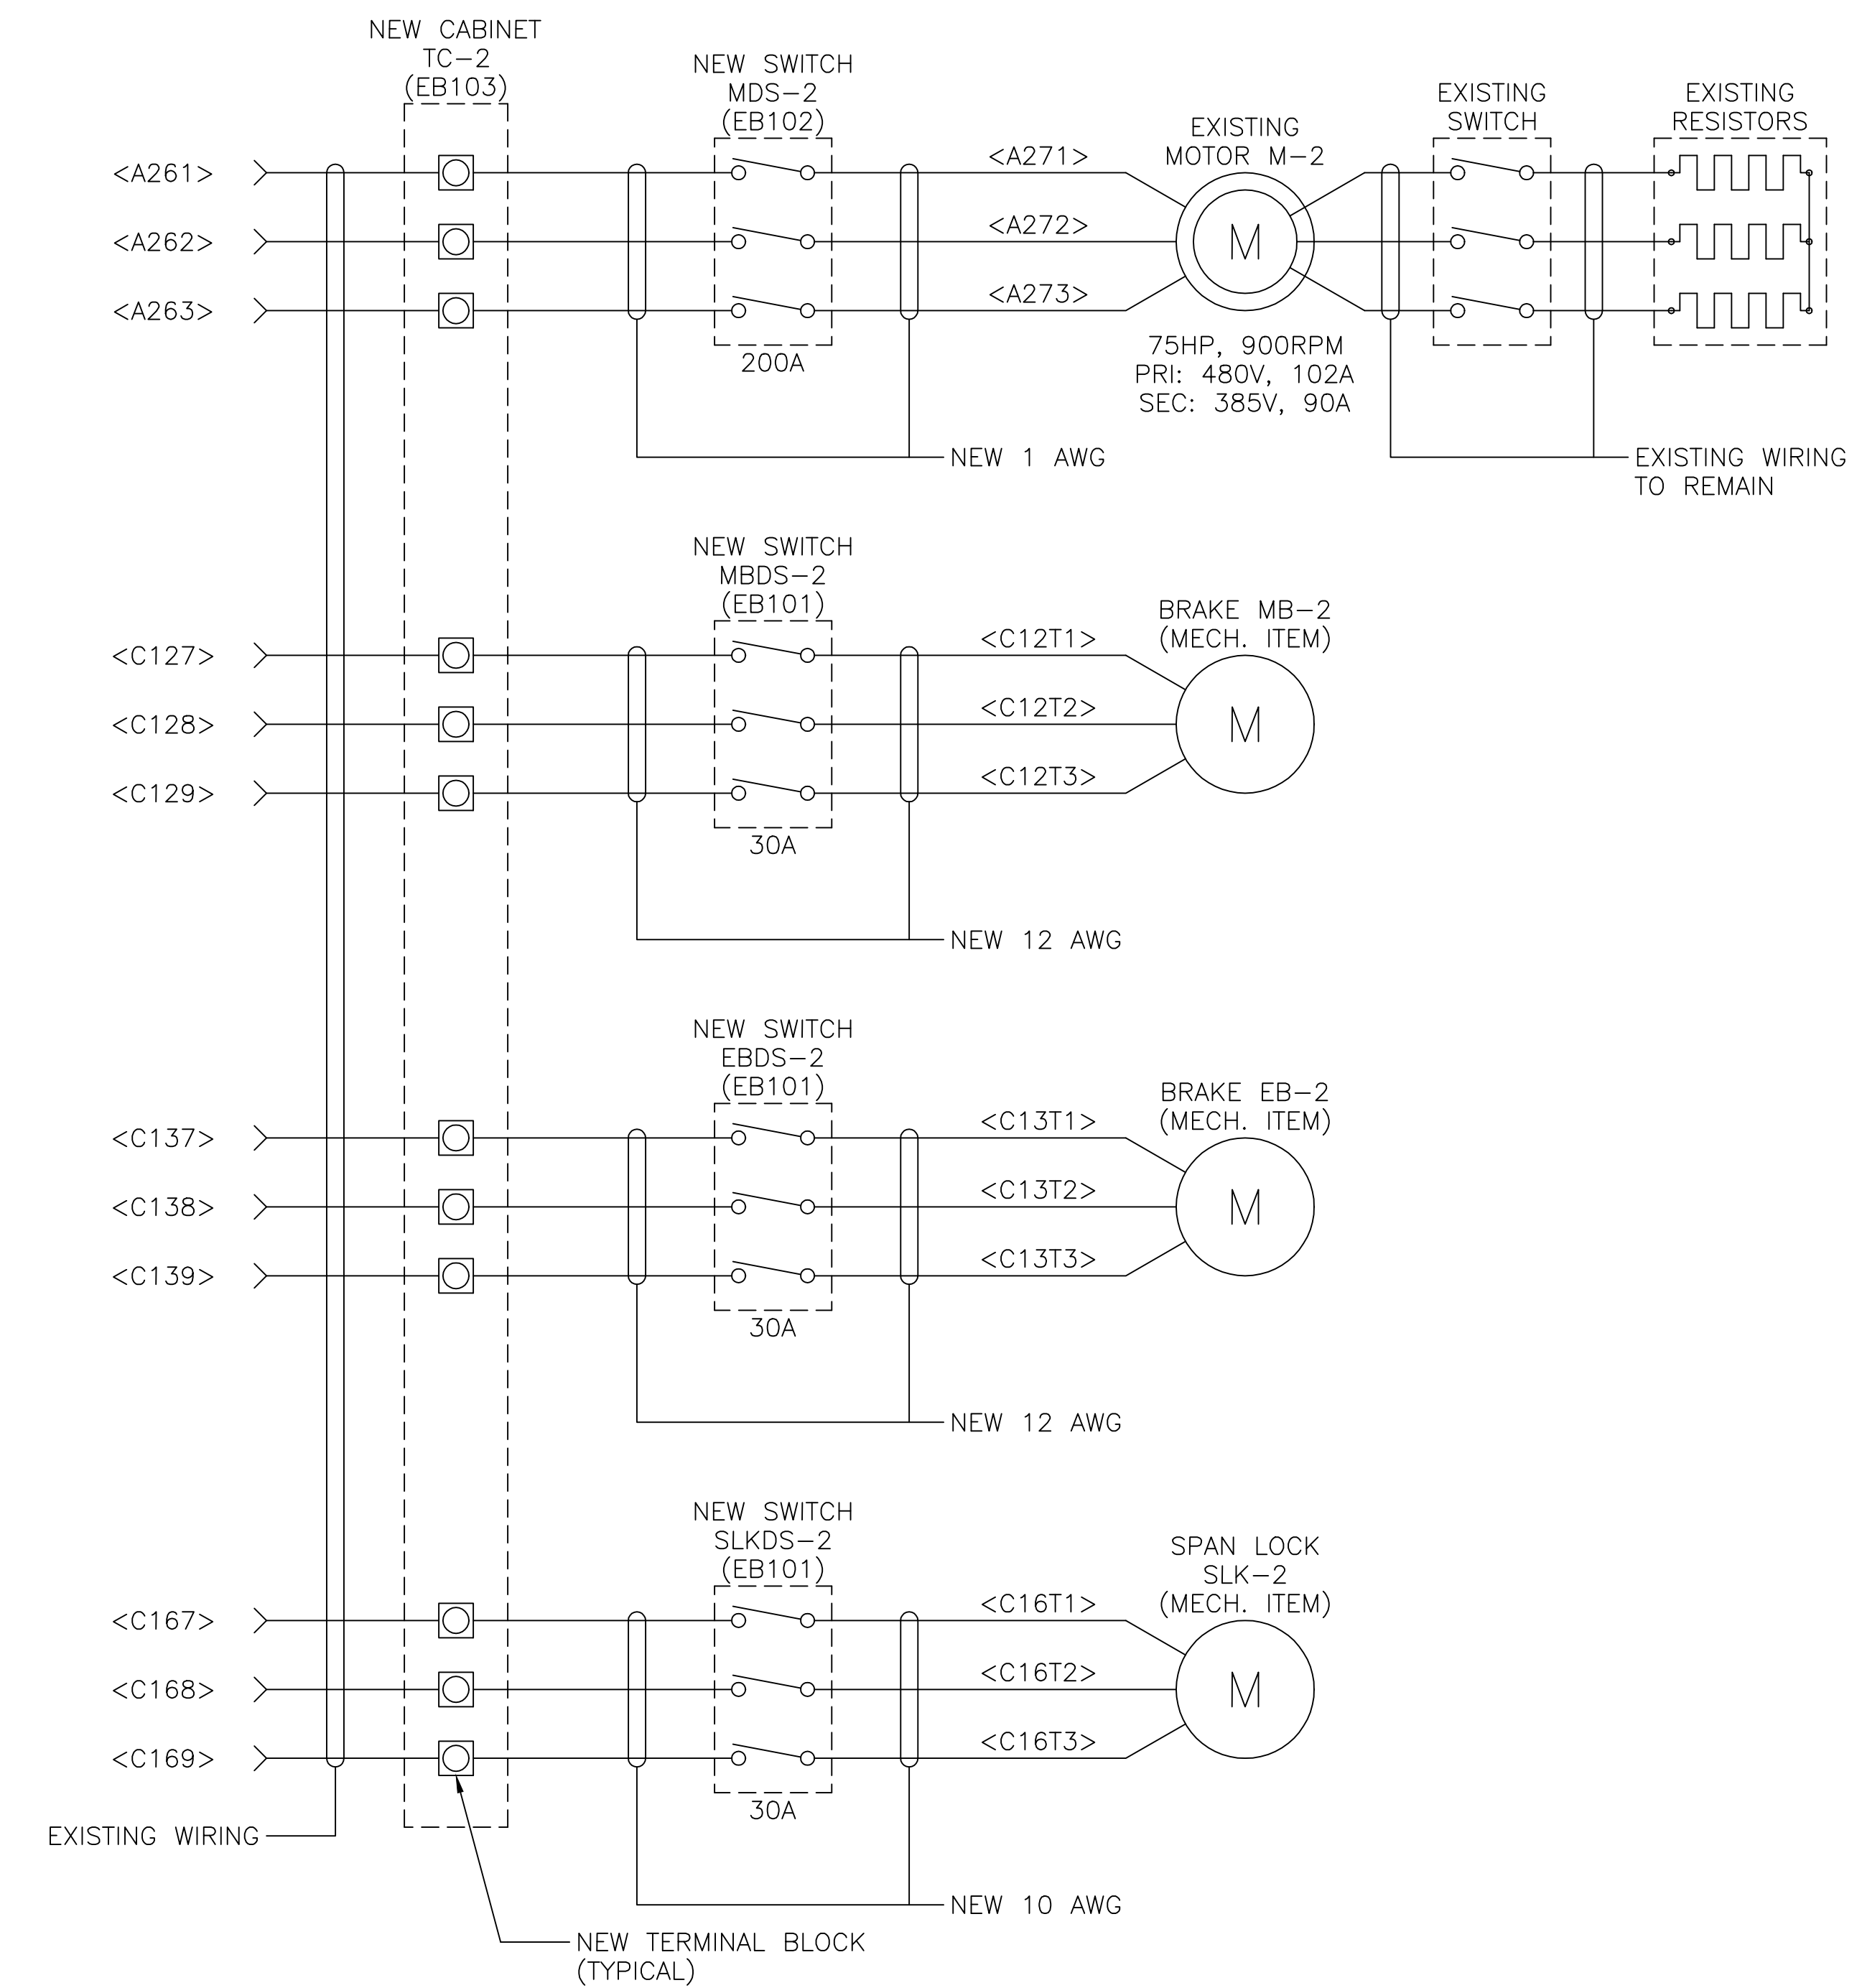 NEW CABINET
TC-2
(EB103)
NEW SWITCH
MDS-2
(EB102)
EXISTING
MOTOR M-2
EXISTING
SWITCH
EXISTING
RESISTORS
<A261>
<A262>
<A263>
<A271>
<A272>
<A273>
M
200A
75HP, 900RPM
PRI: 480V, 102A
SEC: 385V, 90A
NEW 1 AWG
EXISTING WIRING
TO REMAIN
NEW SWITCH
MBDS-2
(EB101)
BRAKE MB-2
(MECH. ITEM)
<C127>
<C128>
<C129>
<C12T1>
<C12T2>
<C12T3>
M
30A
NEW 12 AWG
NEW SWITCH
EBDS-2
(EB101)
BRAKE EB-2
(MECH. ITEM)
<C137>
<C138>
<C139>
<C13T1>
<C13T2>
<C13T3>
M
30A
NEW 12 AWG
NEW SWITCH
SLKDS-2
(EB101)
SPAN LOCK
SLK-2
(MECH. ITEM)
<C167>
<C168>
<C169>
<C16T1>
<C16T2>
<C16T3>
M
30A
EXISTING WIRING
NEW 10 AWG
NEW TERMINAL BLOCK
(TYPICAL)